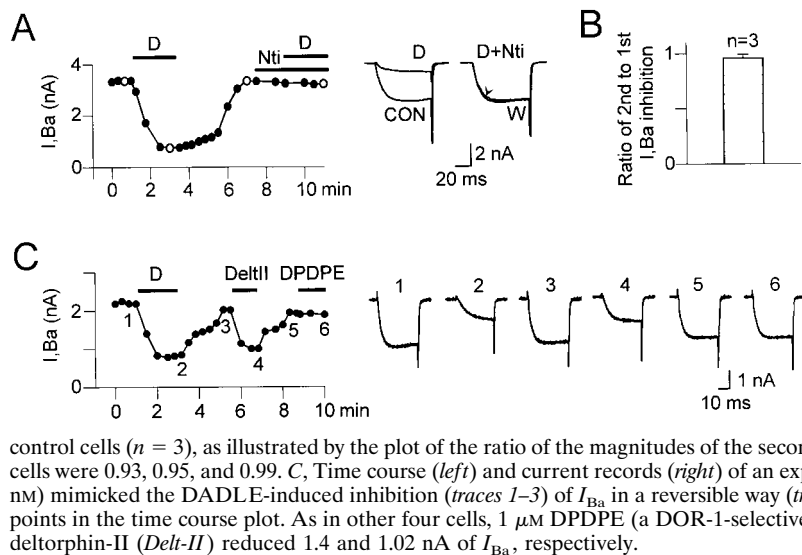 A
D
D
Nti
I,Ba (nA)
4
2
0
0 2 4 6 8 10 min
D
D+Nti
CON
W
2 nA
20 ms
B
n=3
Ratio of 2nd to 1st
I,Ba inhibition
1
0
C
D
DeltII
DPDPE
I,Ba (nA)
2
0
1
2
3
4
5
6
0 2 4 6 8 10 min
1 2 3 4 5 6
1 nA
10 ms
control cells (n = 3), as illustrated by the plot of the ratio of the magnitudes of the secon
cells were 0.93, 0.95, and 0.99. C, Time course (left) and current records (right) of an exp
nM) mimicked the DADLE-induced inhibition (traces 1–3) of IBa in a reversible way (tr
points in the time course plot. As in other four cells, 1 μM DPDPE (a DOR-1-selective
deltorphin-II (Delt-II) reduced 1.4 and 1.02 nA of IBa, respectively.